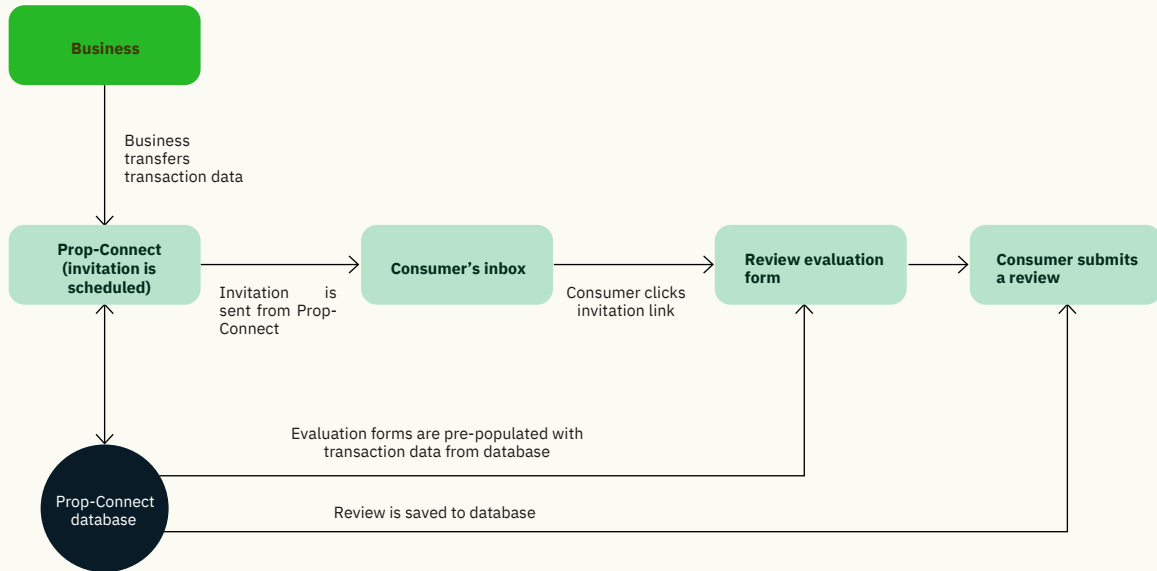 Business
Business
transfers
transaction data
Prop-Connect
(invitation is
scheduled)
Invitation is
sent from Prop-
Connect
Consumer’s inbox
Consumer clicks
invitation link
Review evaluation
form
Consumer submits
a review
Evaluation forms are pre-populated with
transaction data from database
Prop-Connect
database
Review is saved to database